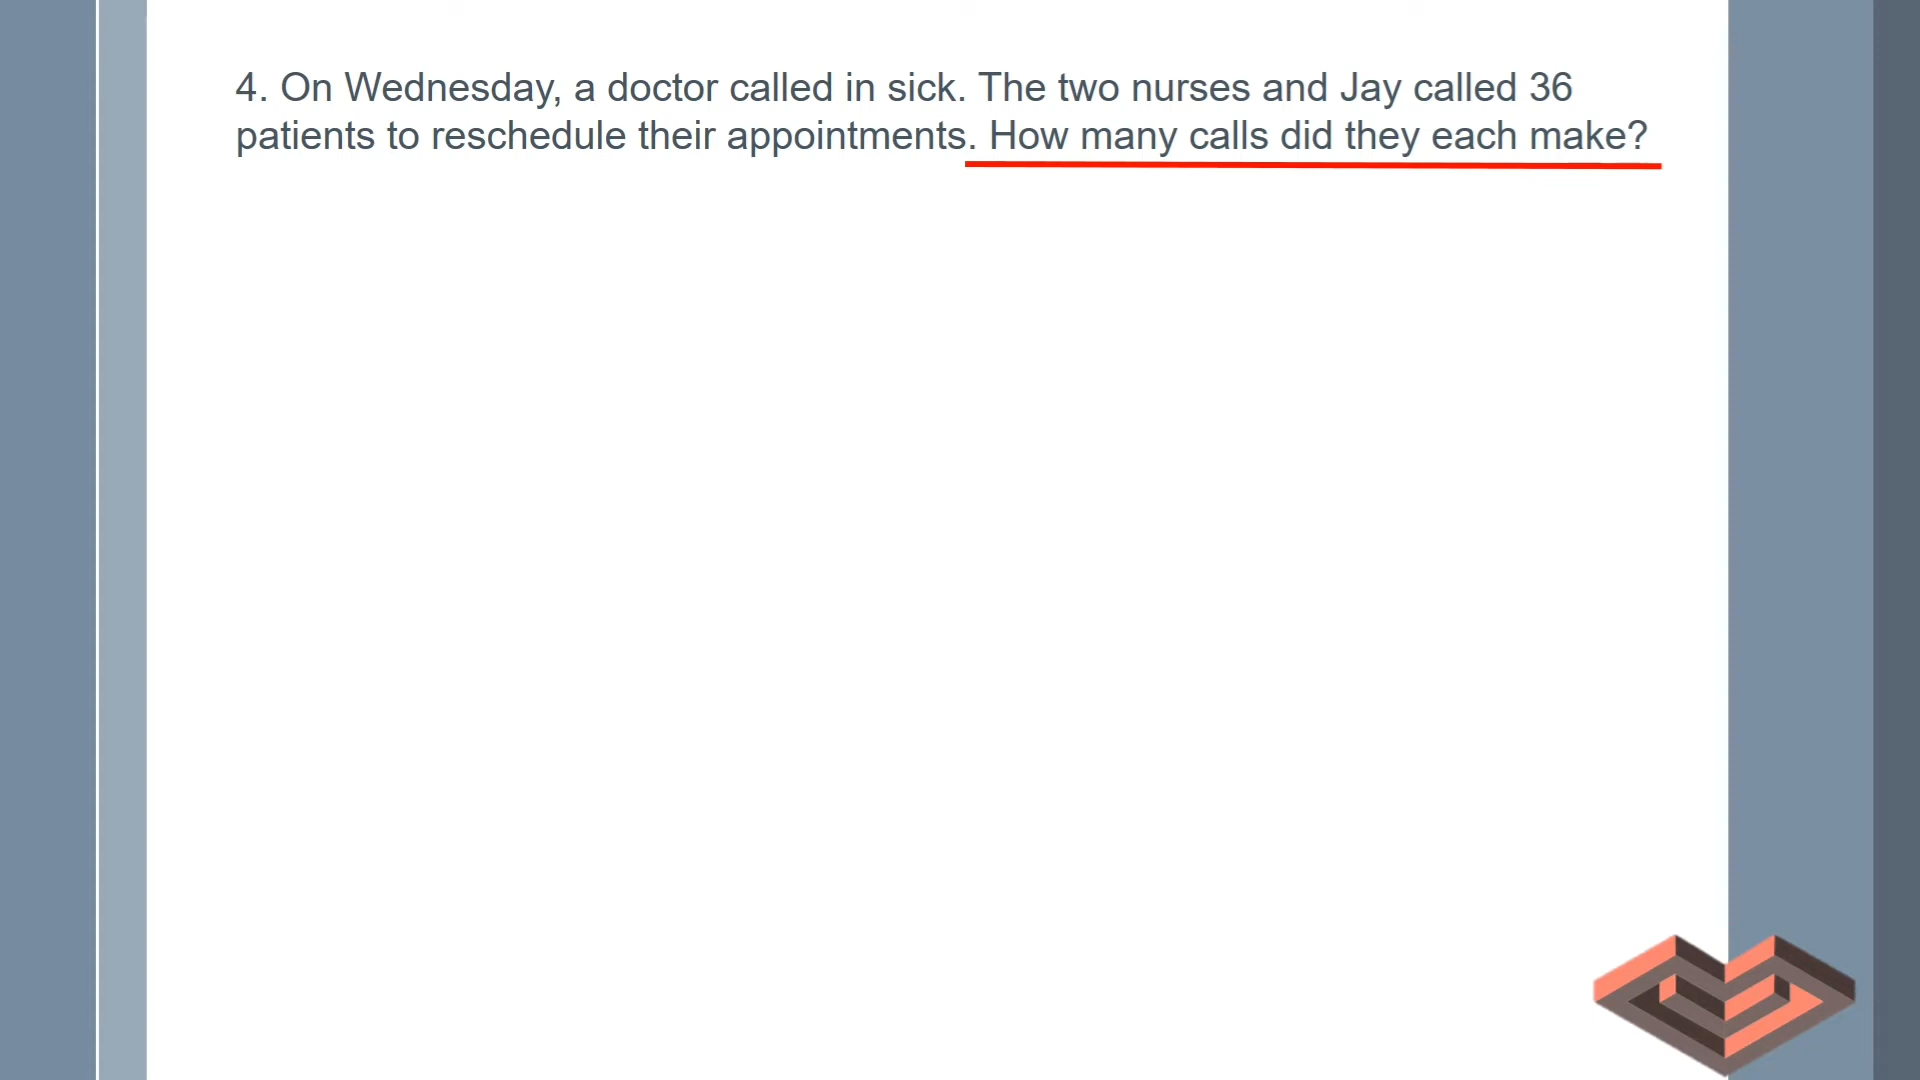 4. On Wednesday, a doctor called in sick. The two nurses and Jay called 36
patients to reschedule their appointments. How many calls did they each make?